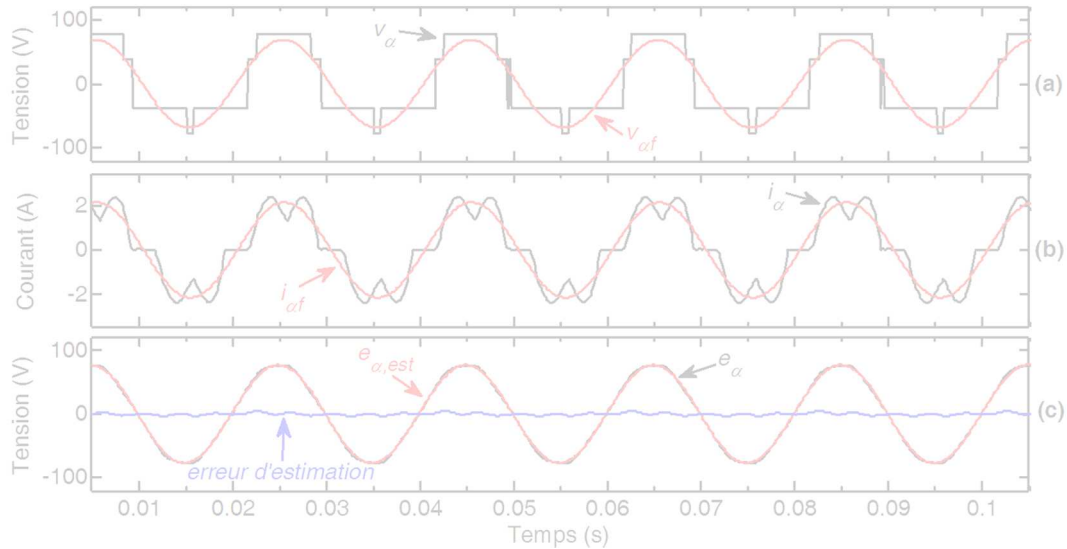 Tension (V)
100
0
-100
v_α
v_αf
(a)
Courant (A)
2
0
-2
i_α
i_αf
(b)
Tension (V)
100
0
-100
e_α,est
e_α
erreur d'estimation
(c)
0.01 0.02 0.03 0.04 0.05 0.06 0.07 0.08 0.09 0.1
Temps (s)